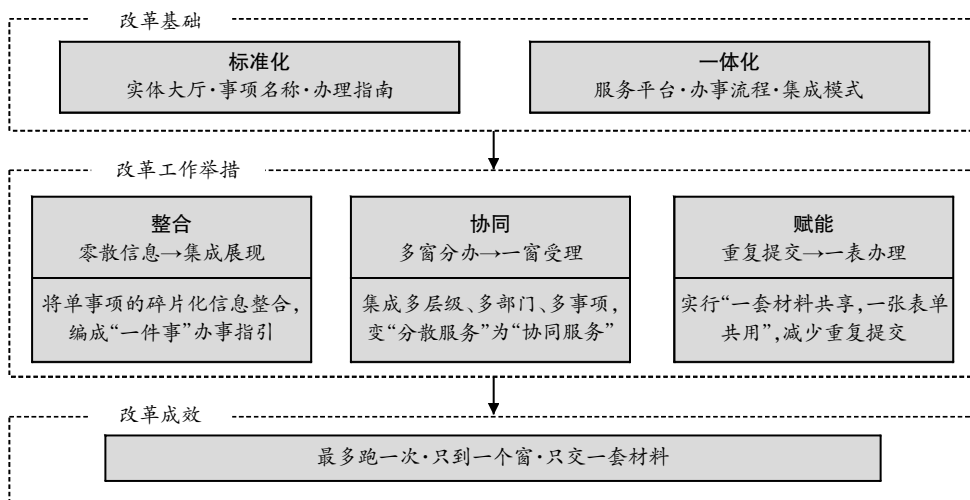 改革基础
标准化
实体大厅·事项名称·办理指南
一体化
服务平台·办事流程·集成模式
改革工作举措
整合
零散信息→集成展现
将单事项的碎片化信息整合，
编成“一件事”办事指引
协同
多窗分办→一窗受理
集成多层级、多部门、多事项，
变“分散服务”为“协同服务”
赋能
重复提交→一表办理
实行“一套材料共享，一张表单
共用”，减少重复提交
改革成效
最多跑一次·只到一个窗·只交一套材料